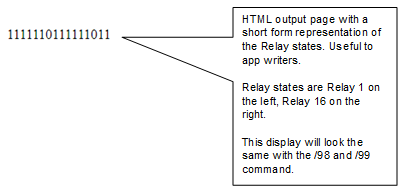 1111110111111011
HTML output page with a
short form representation of
the Relay states. Useful to
app writers.
Relay states are Relay 1 on
the left, Relay 16 on the
right.
This display will look the
same with the /98 and /99
command.